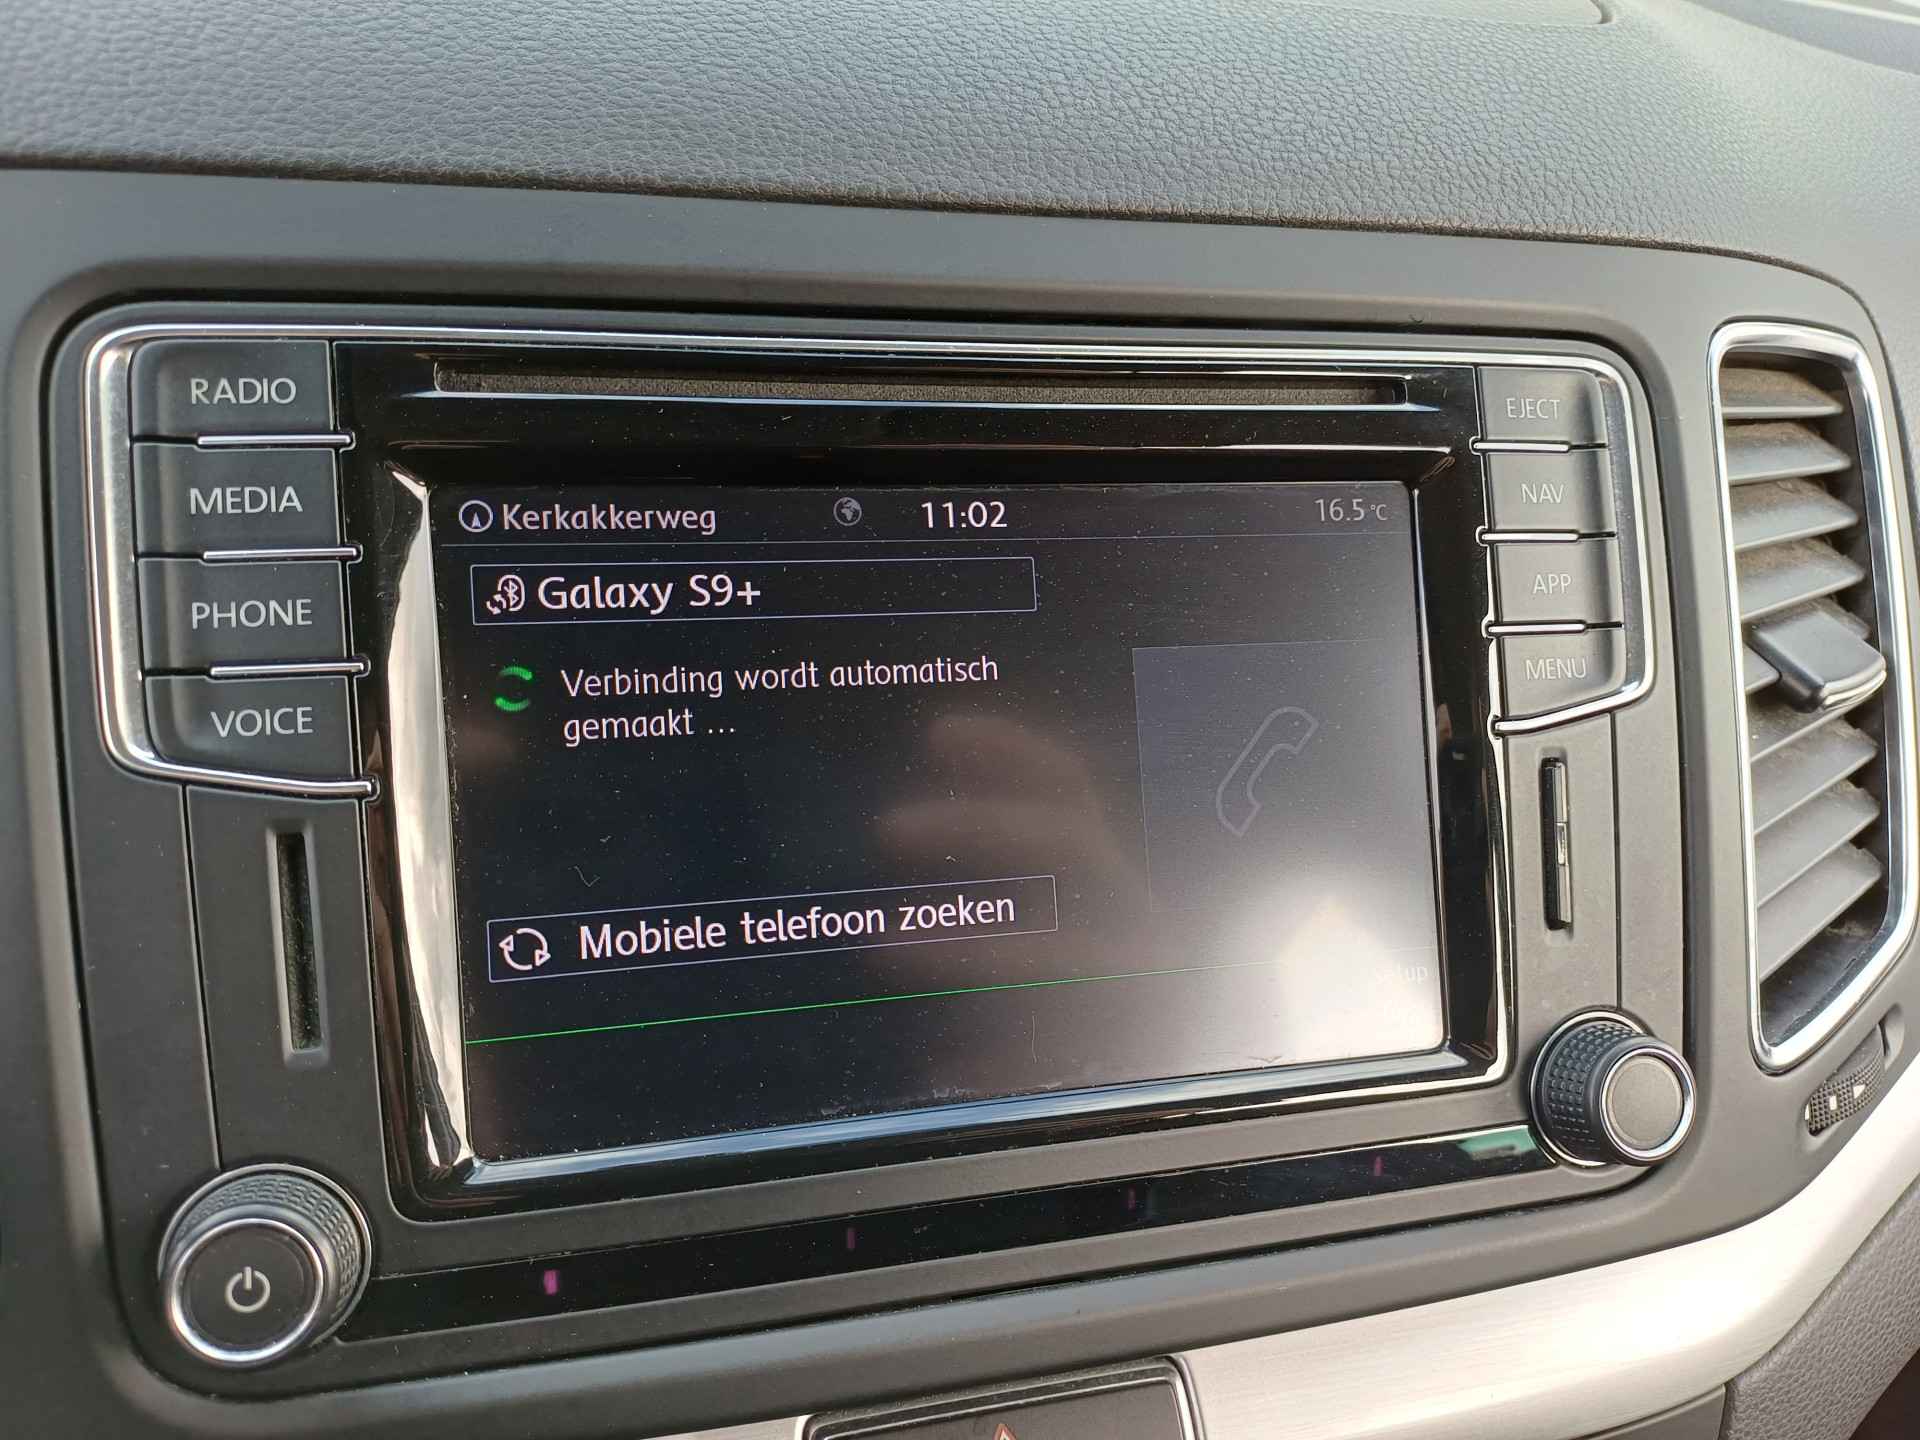 RADIO
MEDIA
PHONE
VOICE
EJECT
NAV
APP
MENU
Kerkakkerweg 11:02 16.5 °C
Galaxy S9+
Verbinding wordt automatisch
gemaakt ...
Mobiele telefoon zoeken
Setup